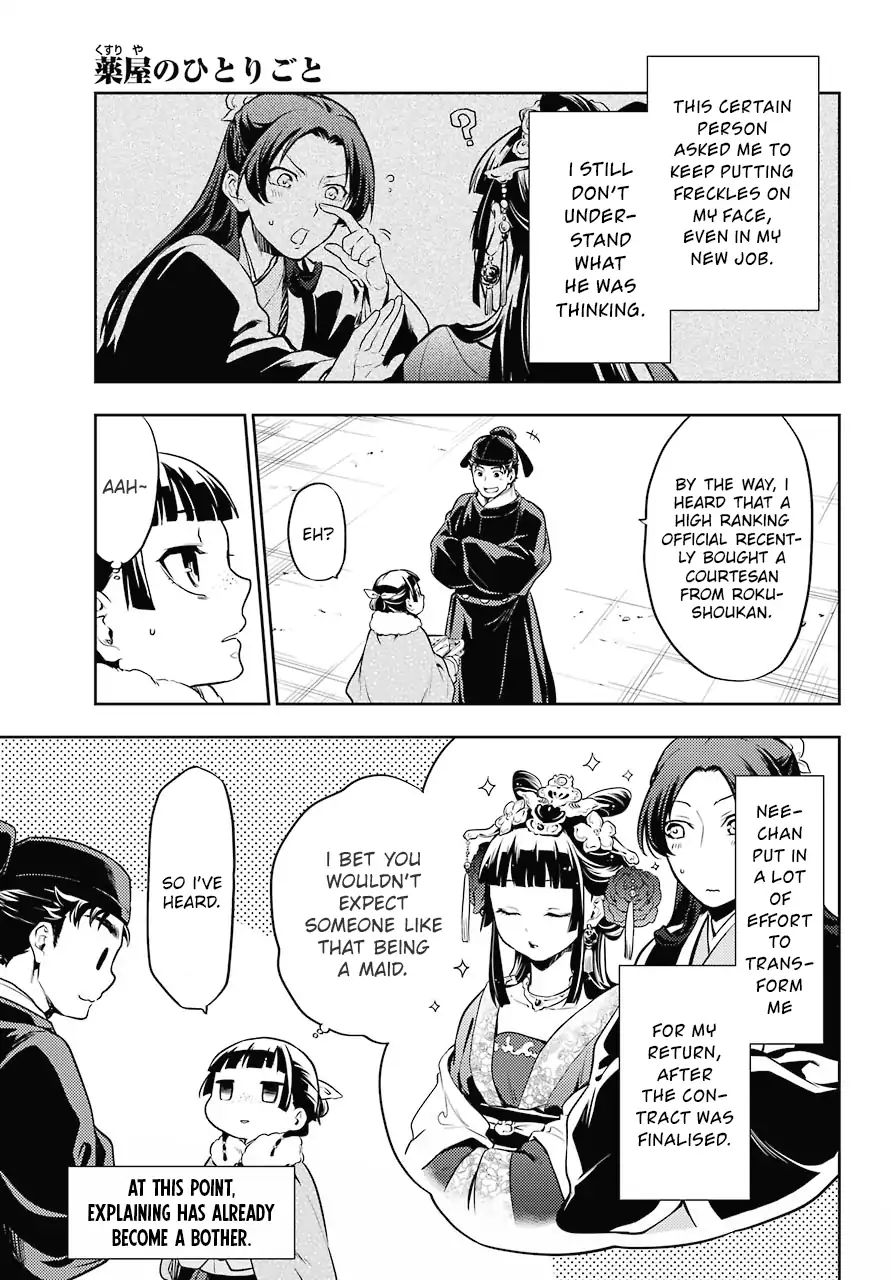 くすり や
薬屋のひとりごと
THIS CERTAIN
PERSON
ASKED ME TO
KEEP PUTTING
FRECKLES ON
MY FACE,
EVEN IN MY
NEW JOB.
I STILL
DON'T
UNDER-
STAND
WHAT
HE WAS
THINKING.
?
BY THE WAY, I
HEARD THAT A
HIGH RANKING
OFFICIAL RECENT-
LY BOUGHT A
COURTESAN
FROM ROKU-
SHOUKAN.
EH?
AAH~
NEE-
CHAN
PUT IN
A LOT
OF
EFFORT
TO
TRANS-
FORM
ME
FOR MY
RETURN,
AFTER
THE CON-
TRACT WAS
FINALISED.
I BET YOU
WOULDN'T
EXPECT
SOMEONE LIKE
THAT BEING
A MAID.
SO I'VE
HEARD.
AT THIS POINT,
EXPLAINING HAS ALREADY
BECOME A BOTHER.